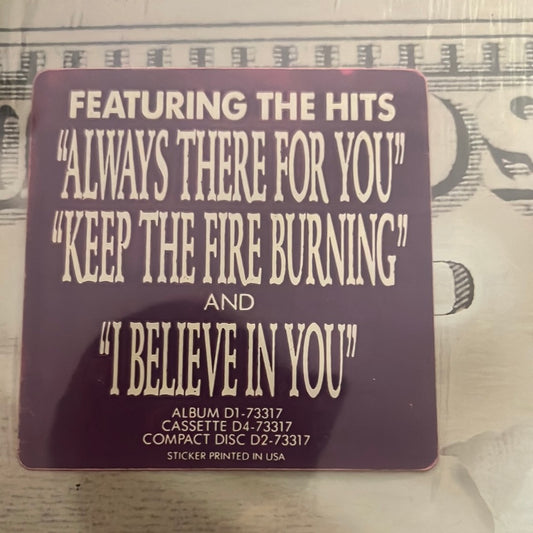 FEATURING THE HITS
"ALWAYS THERE FOR YOU"
"KEEP THE FIRE BURNING"
AND
"I BELIEVE IN YOU"
ALBUM D1-73317
CASSETTE D4-73317
COMPACT DISC D2-73317
STICKER PRINTED IN USA